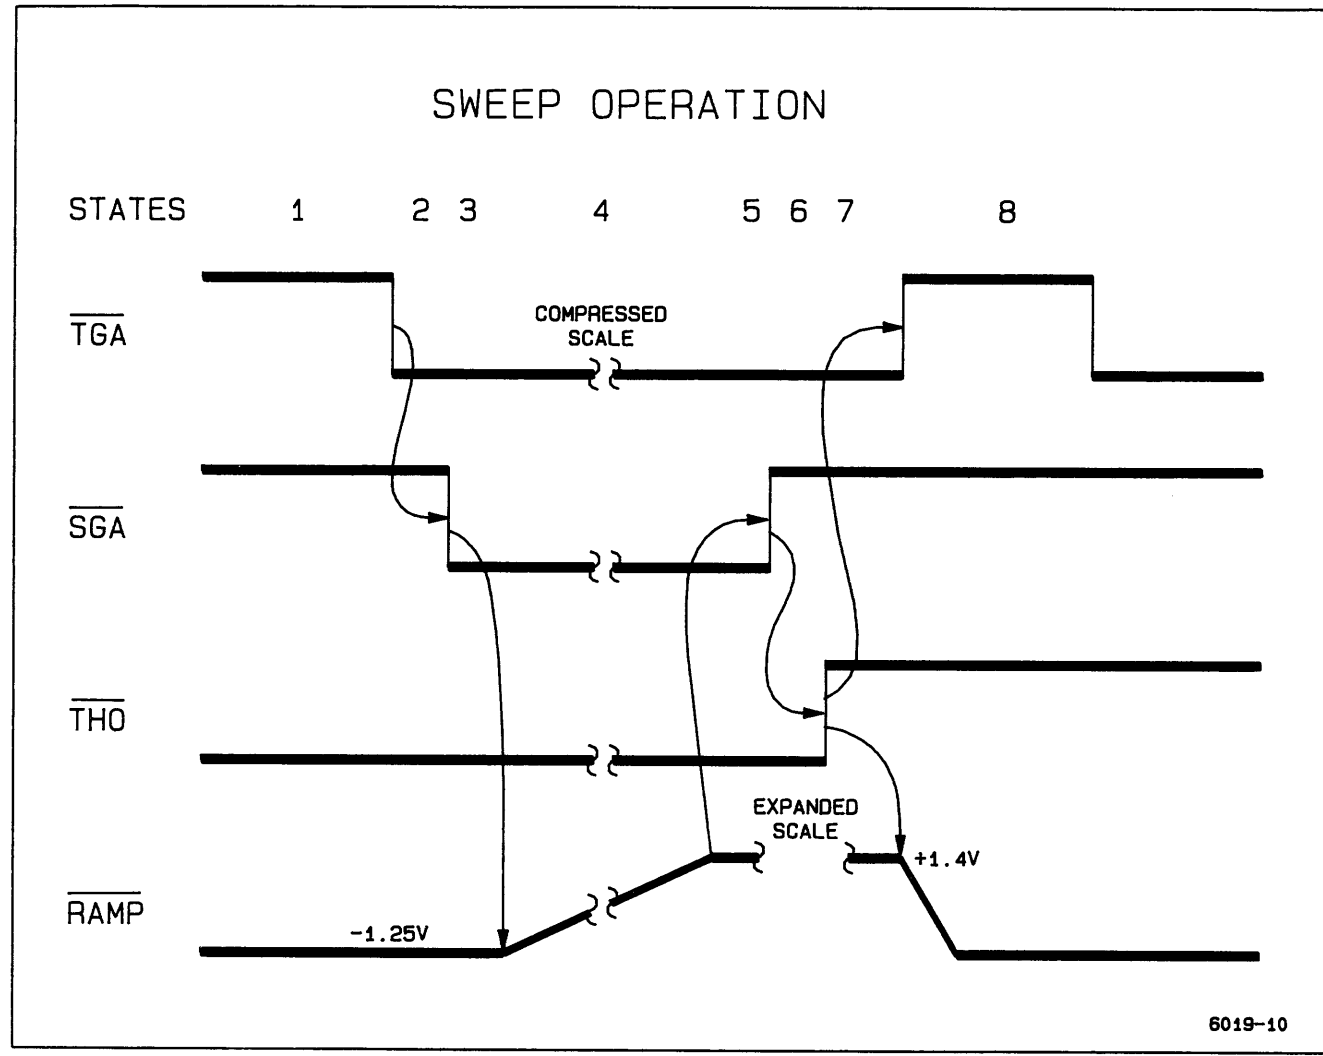 SWEEP OPERATION
STATES 1 2 3 4 5 6 7 8
TGA
COMPRESSED
SCALE
SGA
THO
EXPANDED
SCALE
+1.4V
RAMP
-1.25V
6019-10